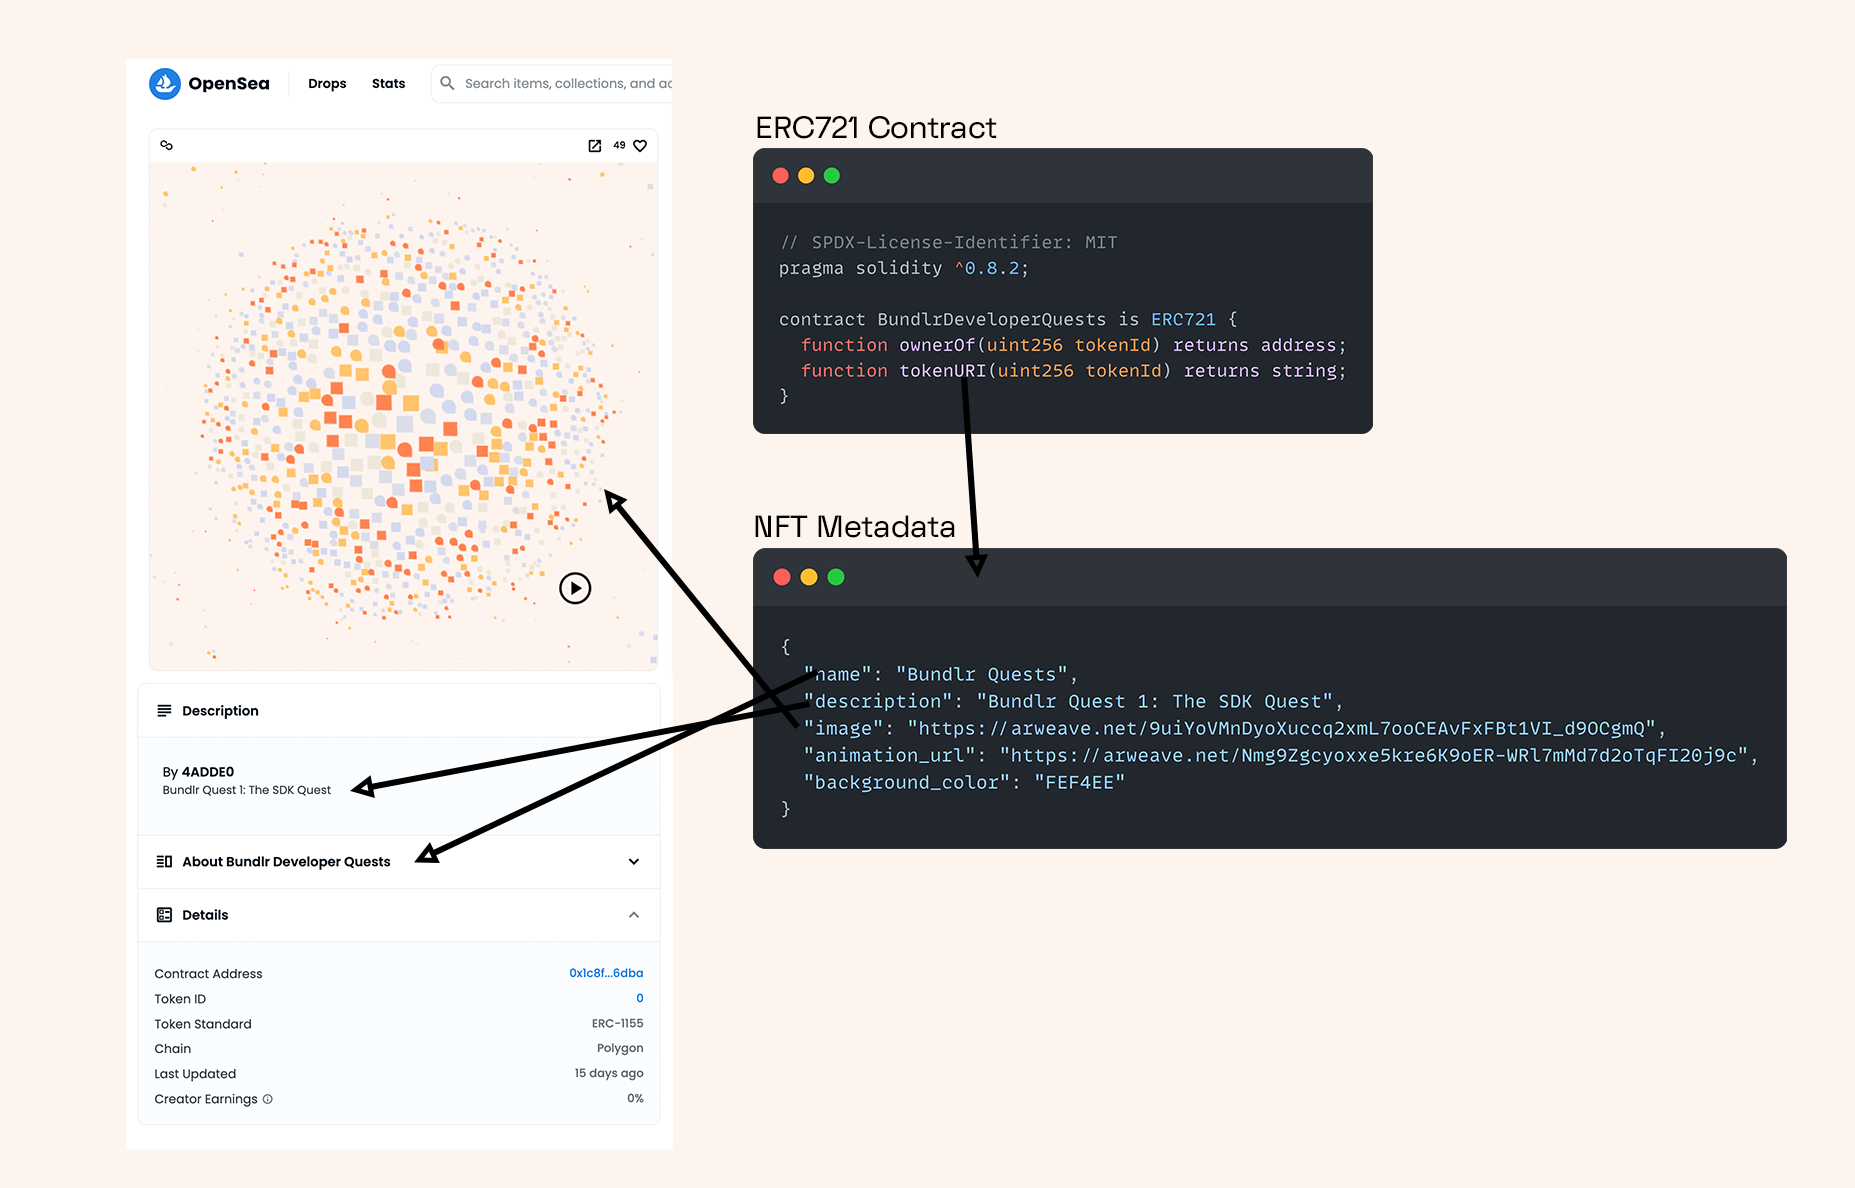 OpenSea
Drops
Stats
Search items, collections, and ac
49
Description
By 4ADDE0
Bundlr Quest 1: The SDK Quest
About Bundlr Developer Quests
Details
Contract Address 0x1c8f...6dba
Token ID 0
Token Standard ERC-1155
Chain Polygon
Last Updated 15 days ago
Creator Earnings 0%
ERC721 Contract
// SPDX-License-Identifier: MIT
pragma solidity ^0.8.2;
contract BundlrDeveloperQuests is ERC721 {
function ownerOf(uint256 tokenId) returns address;
function tokenURI(uint256 tokenId) returns string;
}
NFT Metadata
{
"name": "Bundlr Quests",
"description": "Bundlr Quest 1: The SDK Quest",
"image": "https://arweave.net/9uiYoVMnDyoXuccq2xmL7ooCEAvFxFBt1VI_d9OCgmQ",
"animation_url": "https://arweave.net/Nmg9Zgcyoxxe5kre6K9oER-WRl7mMd7d2oTqFI20j9c",
"background_color": "FEF4EE"
}